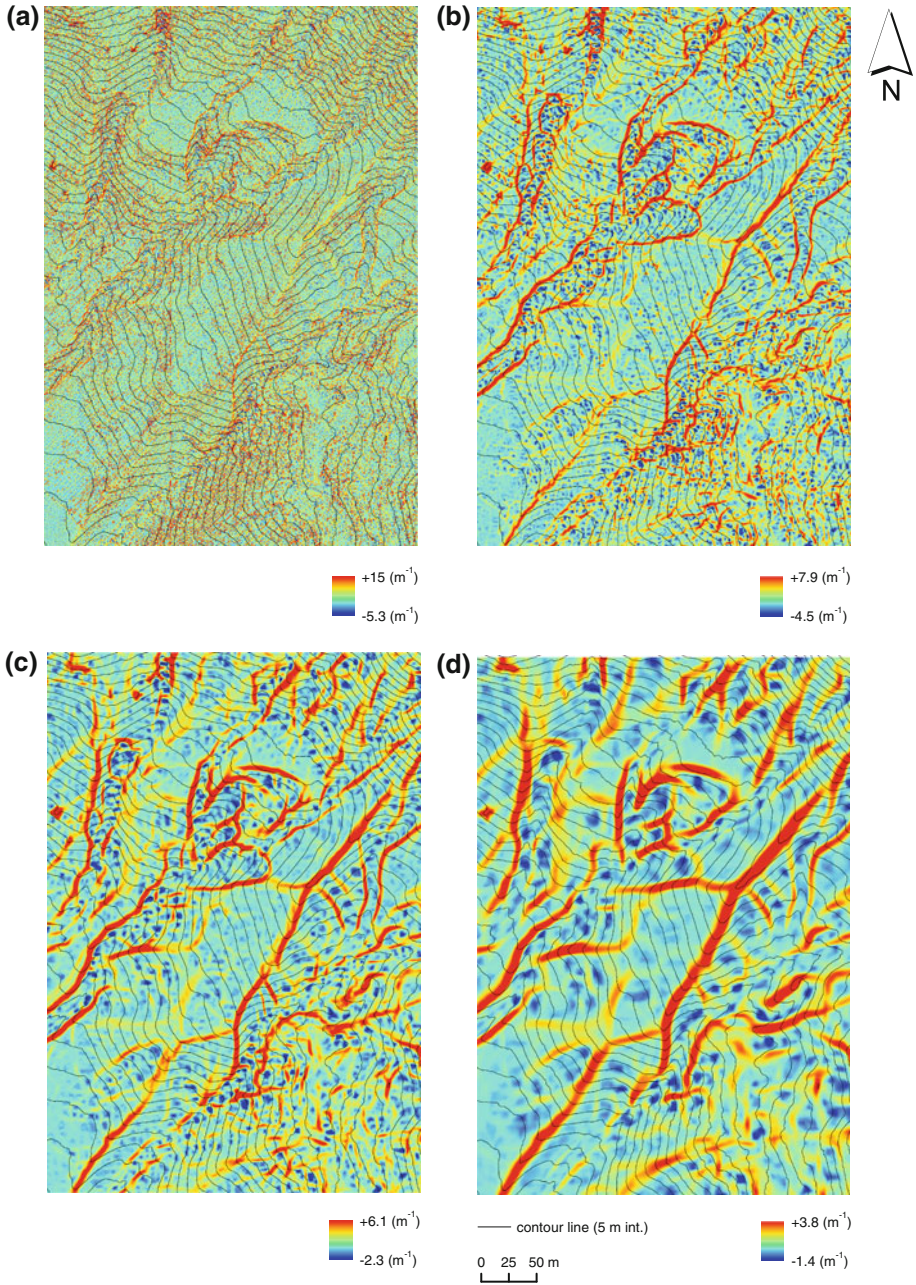 (a)
(b)
N
+15 (m⁻¹)
-5.3 (m⁻¹)
+7.9 (m⁻¹)
-4.5 (m⁻¹)
(c)
(d)
+6.1 (m⁻¹)
-2.3 (m⁻¹)
contour line (5 m int.)
0 25 50 m
+3.8 (m⁻¹)
-1.4 (m⁻¹)